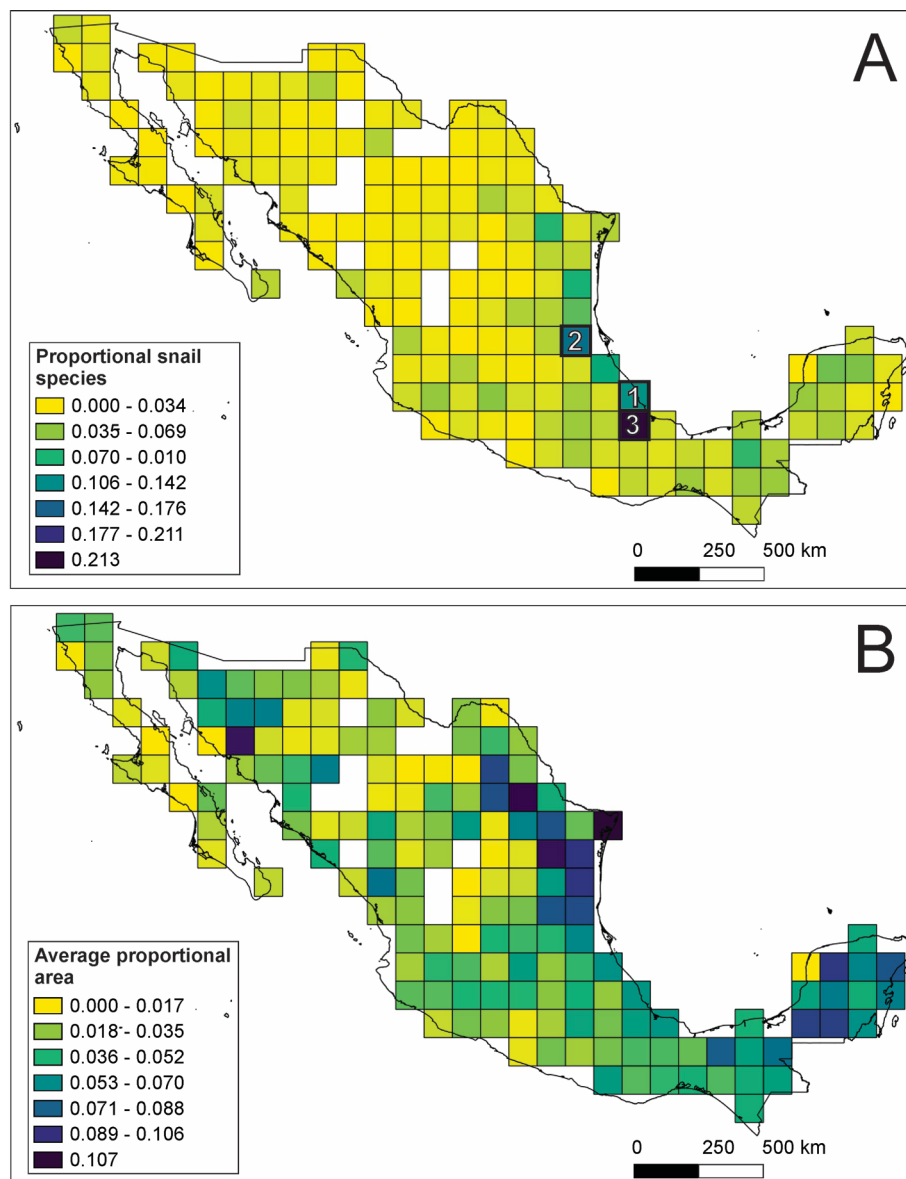 A
2
1
3
Proportional snail
species
0.000 - 0.034
0.035 - 0.069
0.070 - 0.010
0.106 - 0.142
0.142 - 0.176
0.177 - 0.211
0.213
0 250 500 km
B
Average proportional
area
0.000 - 0.017
0.018 - 0.035
0.036 - 0.052
0.053 - 0.070
0.071 - 0.088
0.089 - 0.106
0.107
0 250 500 km